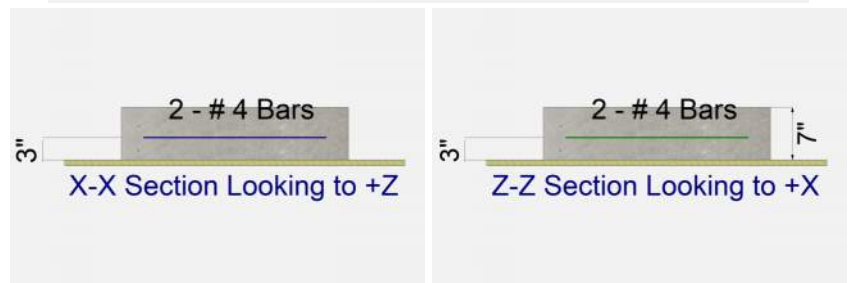 2 - # 4 Bars
3"
X-X Section Looking to +Z
2 - # 4 Bars
3"
7"
Z-Z Section Looking to +X